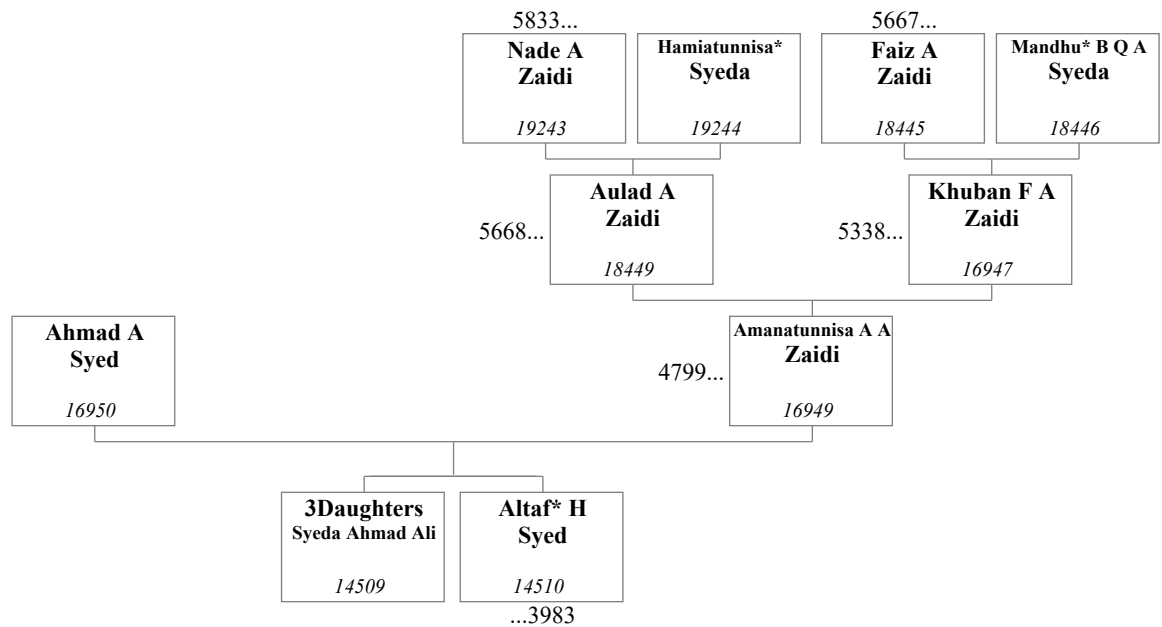 5833...
5667...
Nade A
Zaidi
19243
Hamiatunnisa*
Syeda
19244
Faiz A
Zaidi
18445
Mandhu* B Q A
Syeda
18446
5668...
Aulad A
Zaidi
18449
5338...
Khuban F A
Zaidi
16947
Ahmad A
Syed
16950
4799...
Amanatunnisa A A
Zaidi
16949
3Daughters
Syeda Ahmad Ali
14509
Altaf* H
Syed
14510
...3983